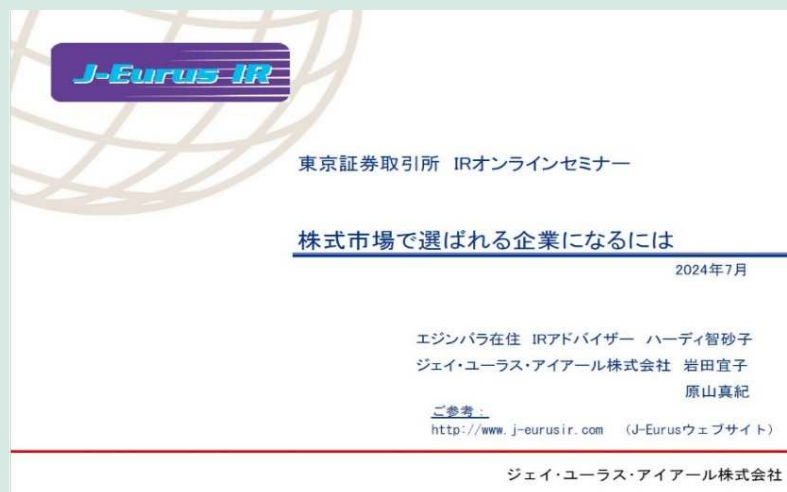 J-Eurus IR
東京証券取引所 IRオンラインセミナー
株式市場で選ばれる企業になるには
2024年7月
エジンバラ在住 IRアドバイザー ハーディ智砂子
ジェイ・ユーラス・アイアール株式会社 岩田宜子
原山真紀
ご参考:
http://www.j-eurusir.com (J-Eurusウェブサイト)
ジェイ・ユーラス・アイアール株式会社